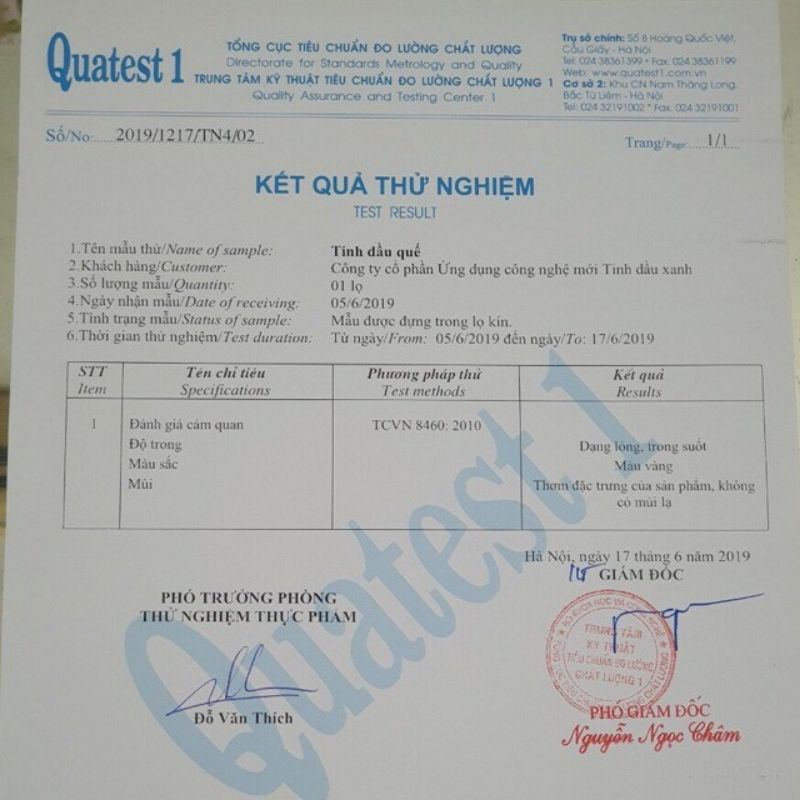 Quatest 1
TỔNG CỤC TIÊU CHUẨN ĐO LƯỜNG CHẤT LƯỢNG
Directorate for Standards Metrology and Quality
TRUNG TÂM KỸ THUẬT TIÊU CHUẨN ĐO LƯỜNG CHẤT LƯỢNG 1
Quality Assurance and Testing Center 1
Trụ sở chính: Số 8 Hoàng Quốc Việt,
Cầu Giấy - Hà Nội
Tel: 024 38361399 * Fax: 024 38361199
Web: www.quatest1.com.vn
Cơ sở 2: Khu CN Nam Thăng Long,
Bắc Từ Liêm - Hà Nội
Tel: 024 32191002 * Fax: 024 32191001
Số/No: 2019/1217/TN4/02
Trang/Page: 1/1
KẾT QUẢ THỬ NGHIỆM
TEST RESULT
1.Tên mẫu thử/Name of sample: Tinh dầu quế
2.Khách hàng/Customer: Công ty cổ phần Ứng dụng công nghệ mới Tinh dầu xanh
3.Số lượng mẫu/Quantity: 01 lọ
4.Ngày nhận mẫu/Date of receiving: 05/6/2019
5.Tình trạng mẫu/Status of sample: Mẫu được đựng trong lọ kín.
6.Thời gian thử nghiệm/Test duration: Từ ngày/From: 05/6/2019 đến ngày/To: 17/6/2019
STT Tên chỉ tiêu Phương pháp thử Kết quả
Item Specifications Test methods Results
1 Đánh giá cảm quan TCVN 8460: 2010
Độ trong Dạng lỏng, trong suốt
Màu sắc Màu vàng
Mùi Thơm đặc trưng của sản phẩm, không
có mùi lạ
Quatest 1
Hà Nội, ngày 17 tháng 6 năm 2019
GIÁM ĐỐC
PHÓ TRƯỞNG PHÒNG
THỬ NGHIỆM THỰC PHẨM
Đỗ Văn Thích
TRUNG TÂM
KỸ THUẬT
TIÊU CHUẨN ĐO LƯỜNG
CHẤT LƯỢNG 1
PHÓ GIÁM ĐỐC
Nguyễn Ngọc Châm